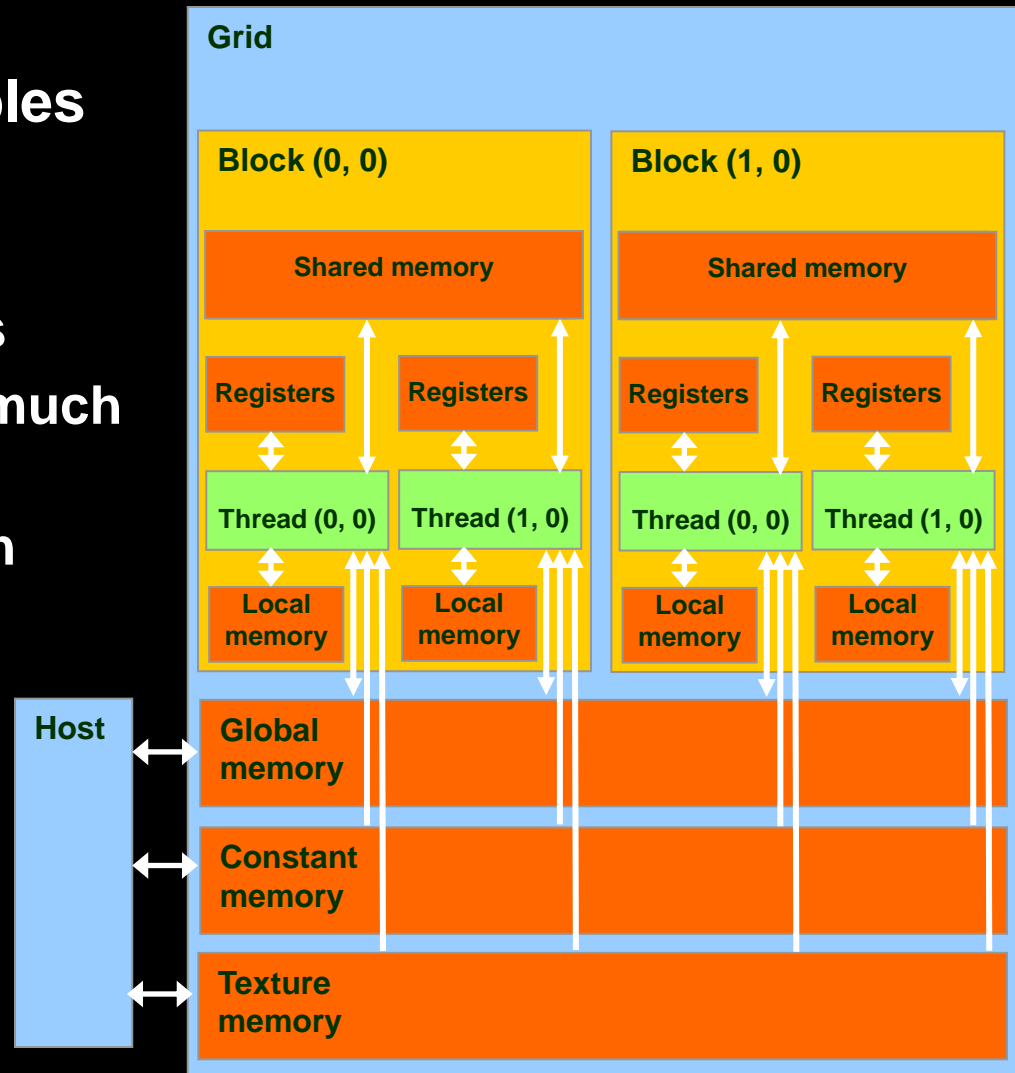 ples
s
much
n
Grid
Block (0, 0)
Block (1, 0)
Shared memory
Shared memory
Registers
Registers
Registers
Registers
Thread (0, 0)
Thread (1, 0)
Thread (0, 0)
Thread (1, 0)
Local
memory
Local
memory
Local
memory
Local
memory
Host
Global
memory
Constant
memory
Texture
memory